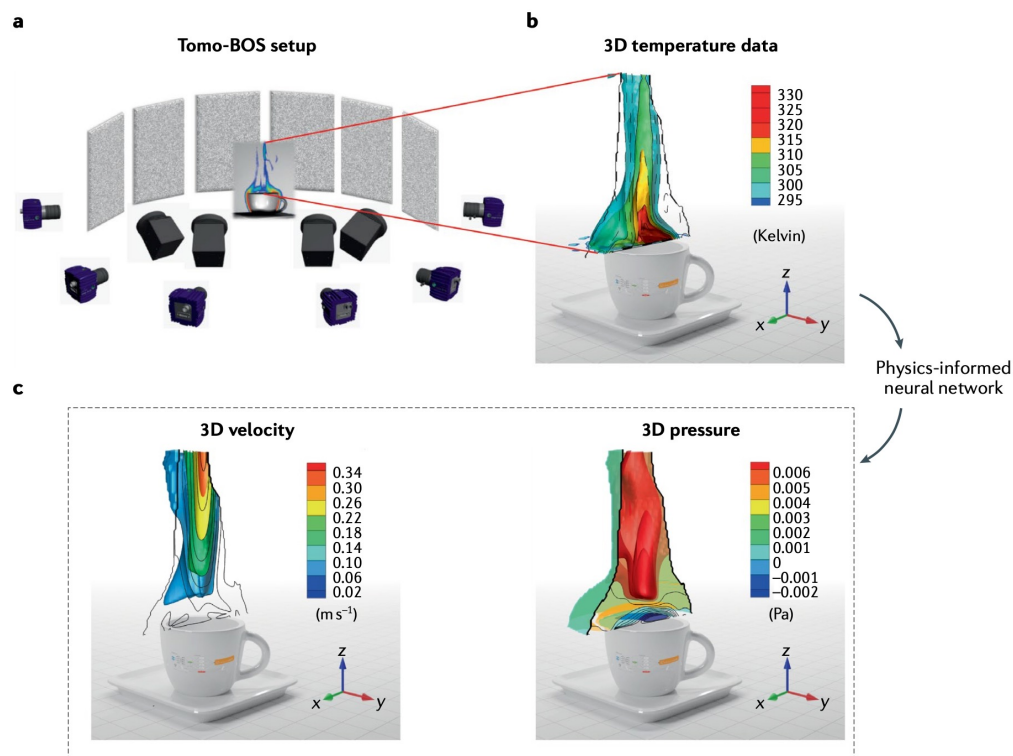 a
Tomo-BOS setup
b
3D temperature data
330
325
320
315
310
305
300
295
(Kelvin)
z
x
y
Physics-informed
neural network
c
3D velocity
0.34
0.30
0.26
0.22
0.18
0.14
0.10
0.06
0.02
(m s⁻¹)
z
x
y
3D pressure
0.006
0.005
0.004
0.003
0.002
0.001
0
−0.001
−0.002
(Pa)
z
x
y